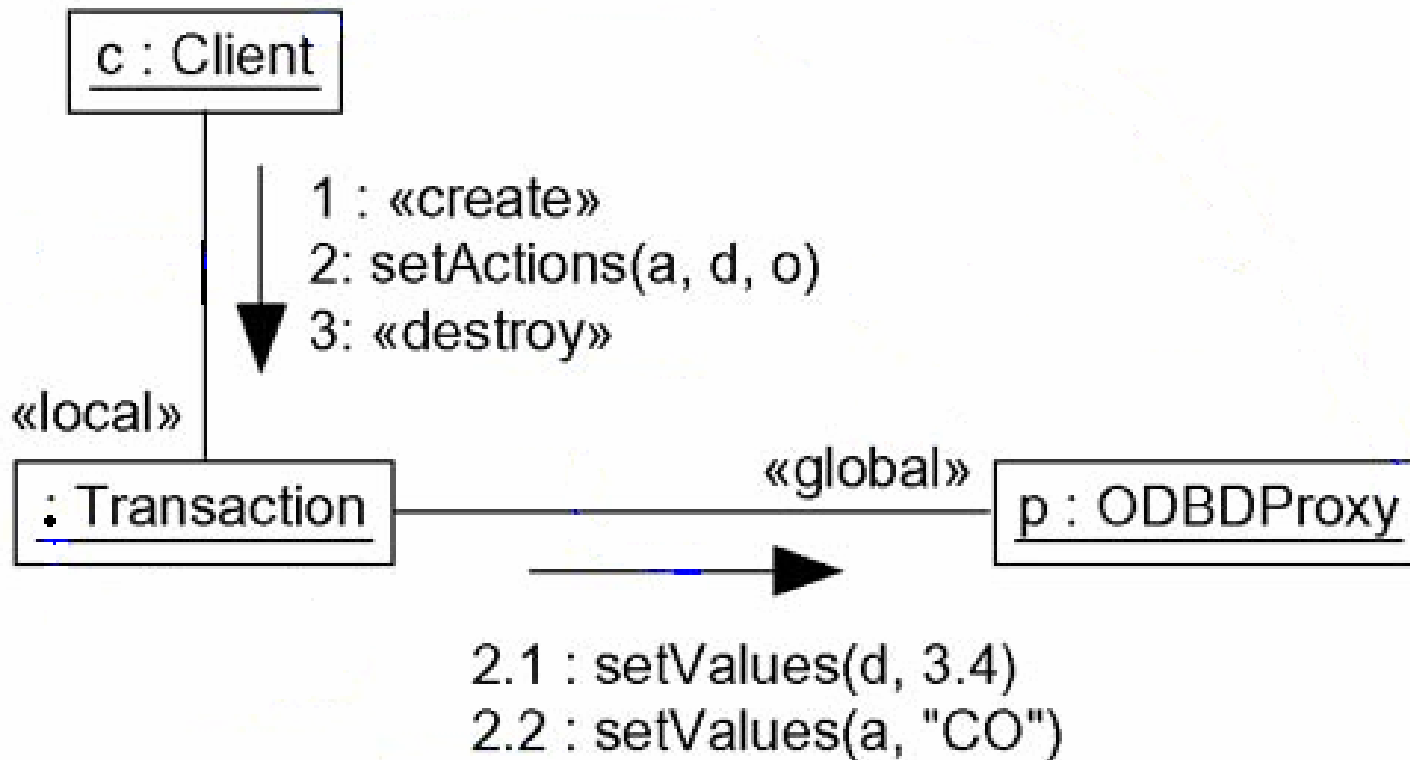 c : Client
1 : «create»
2: setActions(a, d, o)
3: «destroy»
«local»
«global»
: Transaction
p : ODBDProxy
2.1 : setValues(d, 3.4)
2.2 : setValues(a, "CO")